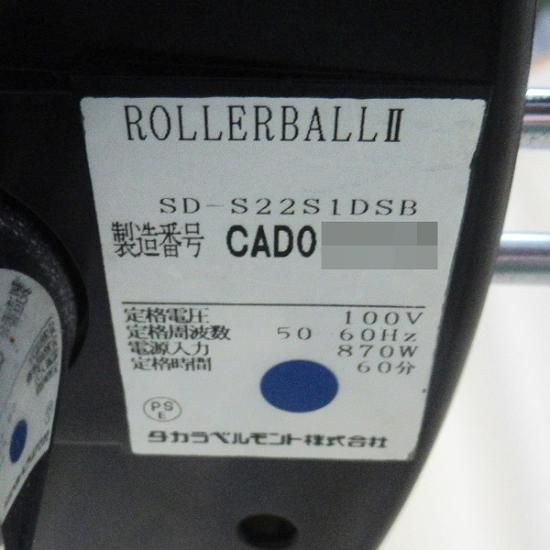 ROLLERBALLⅡ
SD-S22S1DSB
製造番号 CADO
定格電圧 100V
定格周波数 50 60Hz
電源入力 870W
定格時間 60分
PS
E
タカラベルモント株式会社